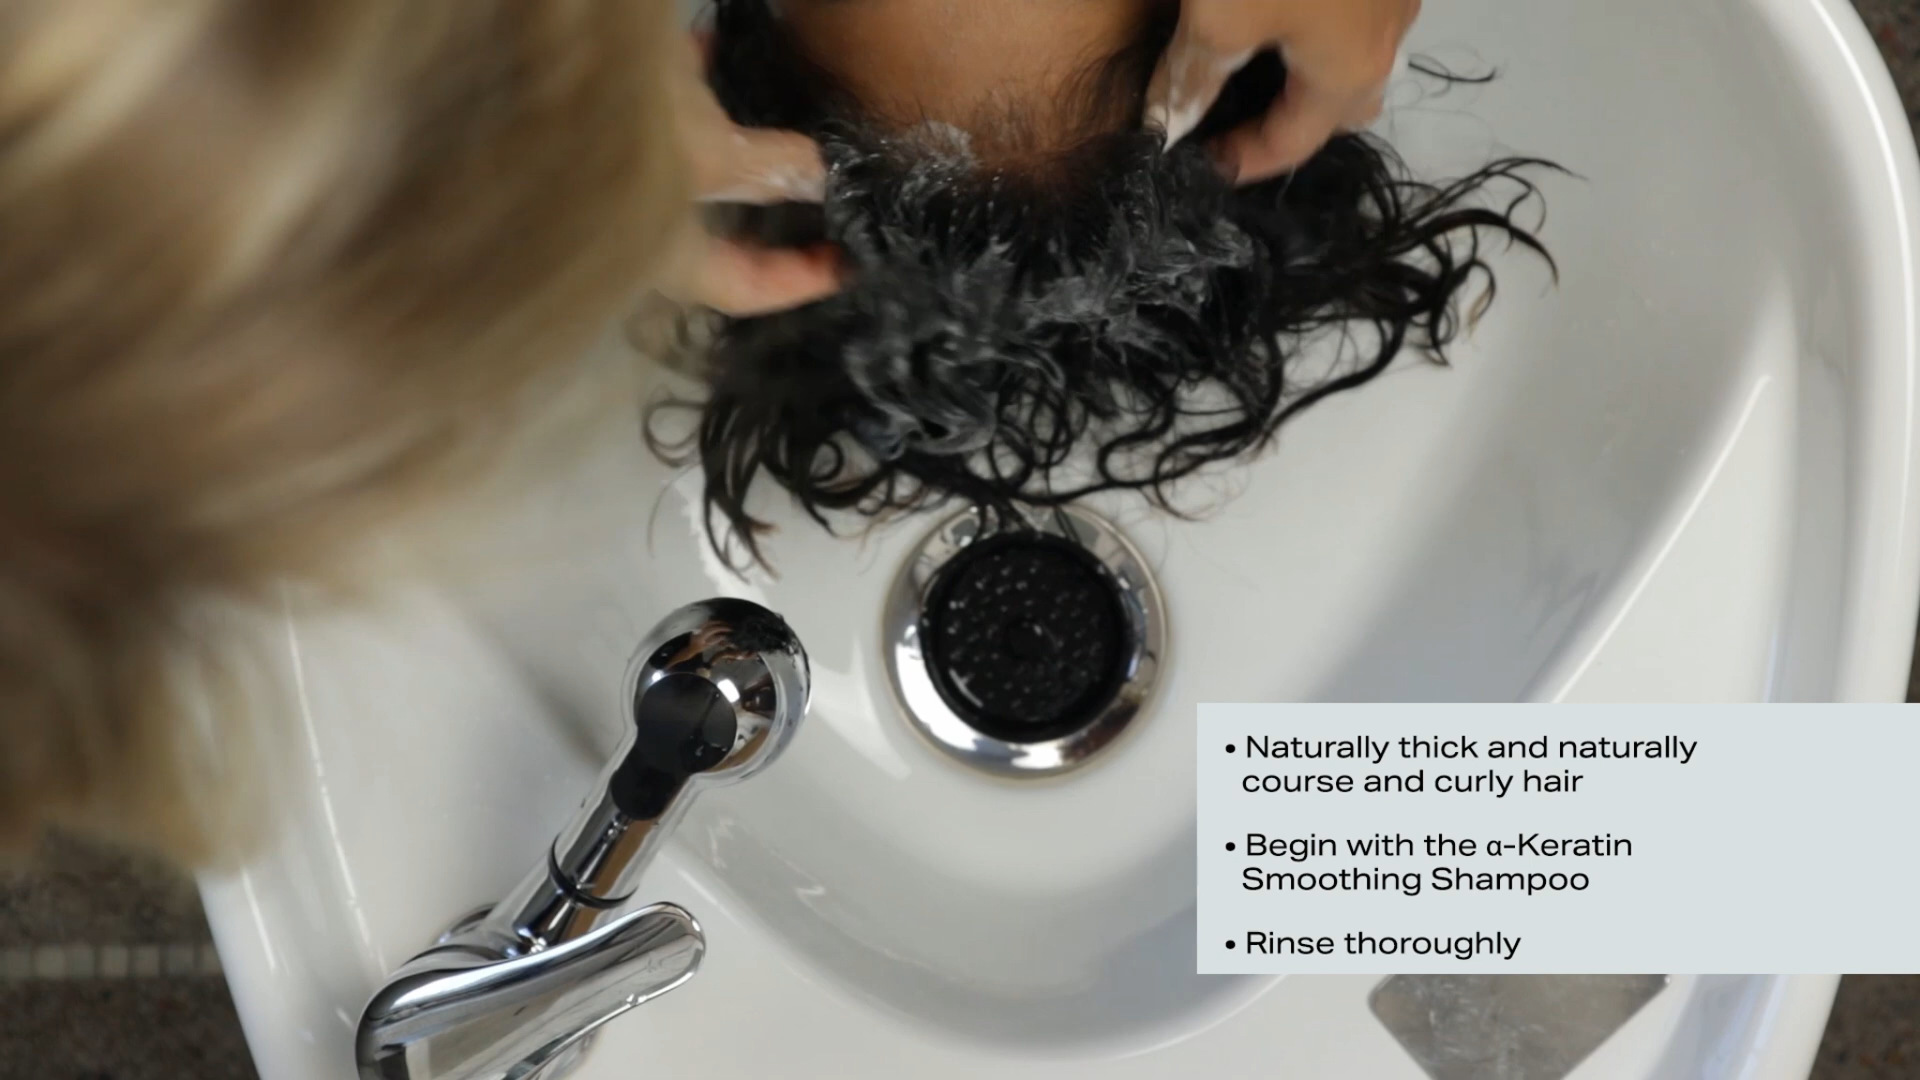 • Naturally thick and naturally
course and curly hair
• Begin with the α-Keratin
Smoothing Shampoo
• Rinse thoroughly